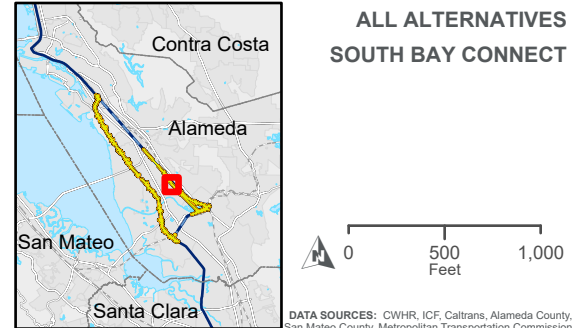 Contra Costa
Alameda
San Mateo
Santa Clara
ALL ALTERNATIVES
SOUTH BAY CONNECT
0 500 1,000
Feet
DATA SOURCES: CWHR, ICF, Caltrans, Alameda County,
San Mateo County, Metropolitan Transportation Commission